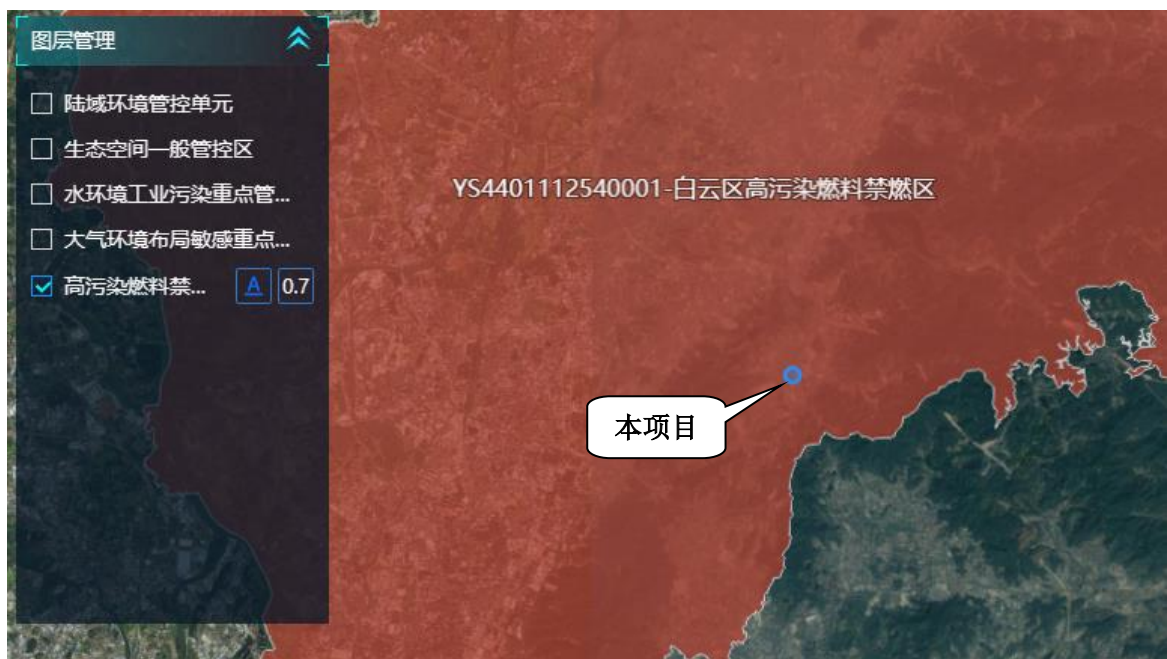 图层管理
陆域环境管控单元
生态空间一般管控区
水环境工业污染重点管...
大气环境布局敏感重点...
高污染燃料禁... A 0.7
YS4401112540001-白云区高污染燃料禁燃区
本项目